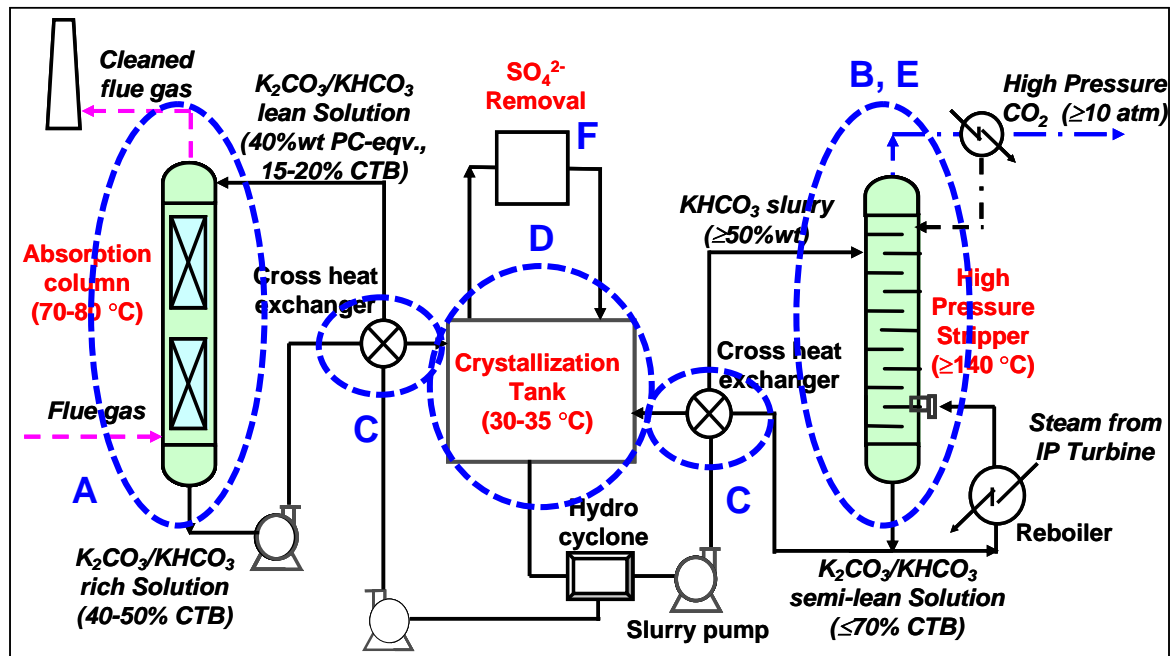 Cleaned
flue gas
K₂CO₃/KHCO₃
lean Solution
(40%wt PC-eqv.,
15-20% CTB)
SO₄²⁻
Removal
F
B, E
High Pressure
CO₂ (≥10 atm)
Absorption
column
(70-80 °C)
Cross heat
exchanger
D
KHCO₃ slurry
(≥50%wt)
High
Pressure
Stripper
(≥140 °C)
Crystallization
Tank
(30-35 °C)
Cross heat
exchanger
Flue gas
C
C
A
Steam from
IP Turbine
Hydro
cyclone
Reboiler
K₂CO₃/KHCO₃
rich Solution
(40-50% CTB)
Slurry pump
K₂CO₃/KHCO₃
semi-lean Solution
(≤70% CTB)